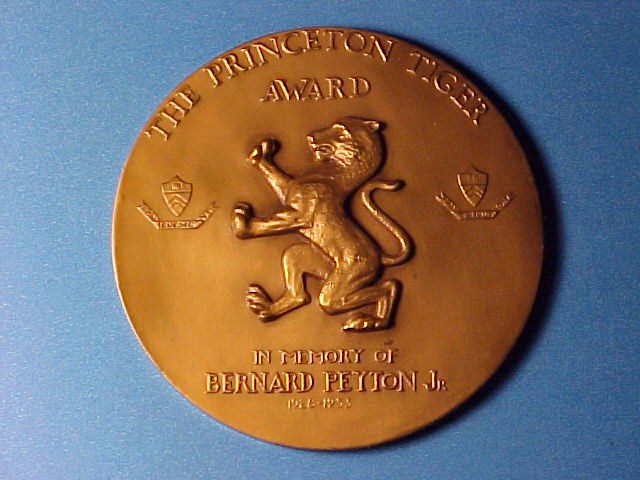 THE PRINCETON TIGER
AWARD
IN MEMORY OF
BERNARD PEYTON JR